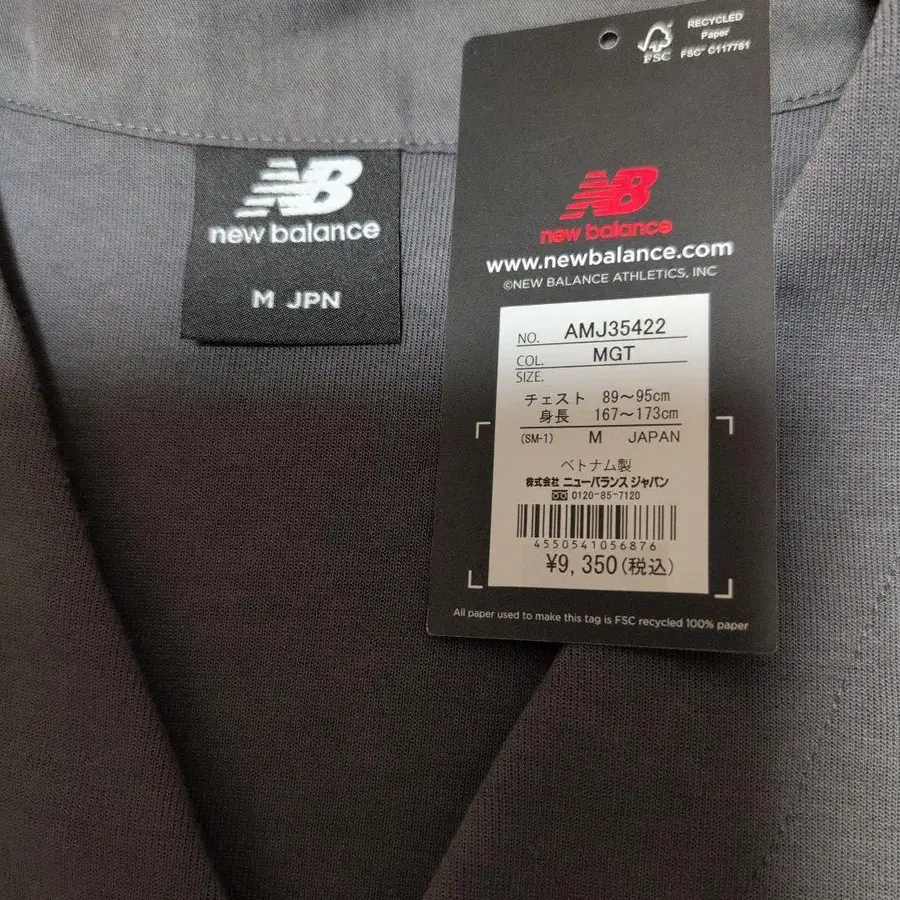 NB
new balance
M JPN
FSC
RECYCLED
Paper
FSC® C117751
NB
new balance
www.newbalance.com
©NEW BALANCE ATHLETICS, INC
NO. AMJ35422
COL. MGT
SIZE.
チェスト 89～95cm
身長 167～173cm
(SM-1) M JAPAN
ベトナム製
株式会社 ニューバランス ジャパン
0120-85-7120
4550541056876
¥9,350(税込)
All paper used to make this tag is FSC recycled 100% paper